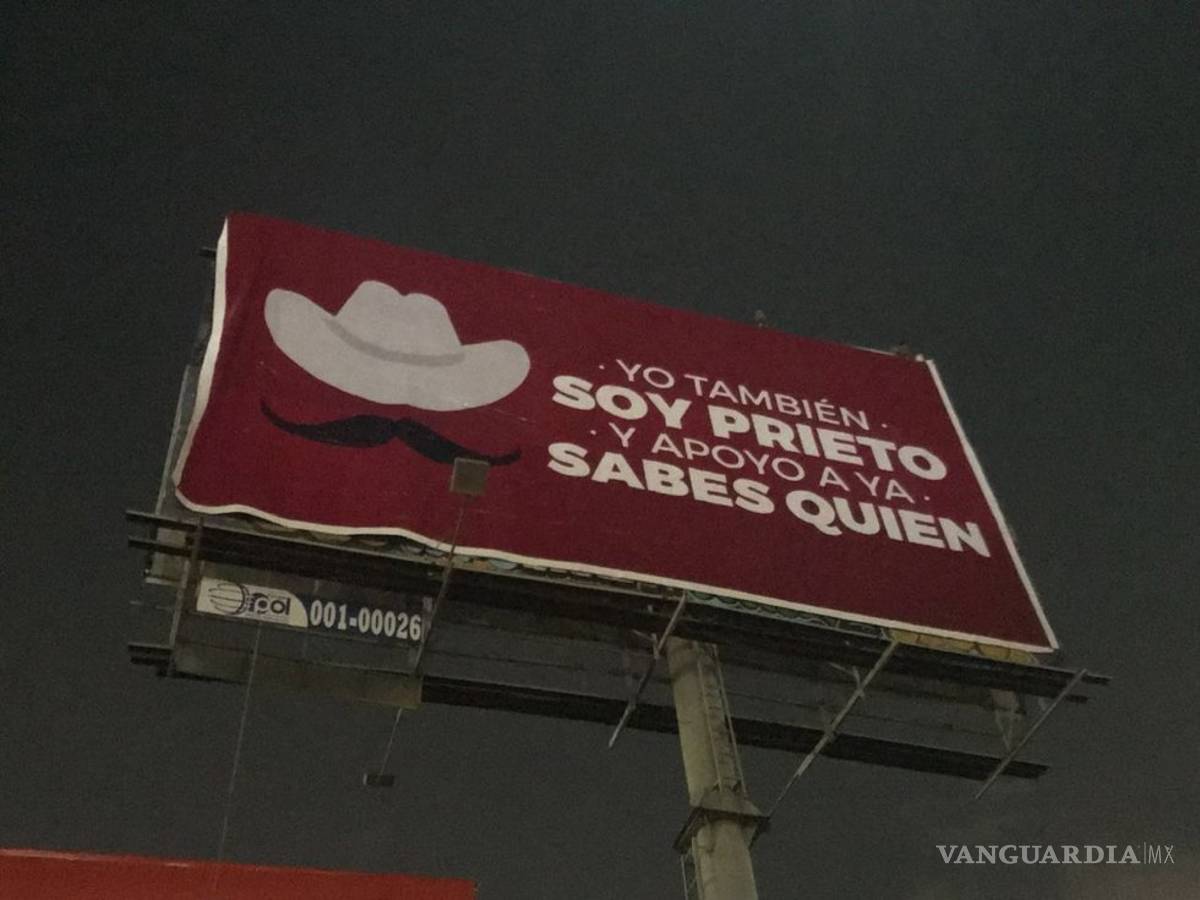 · YO TAMBIÉN ·
SOY PRIETO
· Y APOYO A YA ·
SABES QUIEN
001-00026
VANGUARDIA|MX